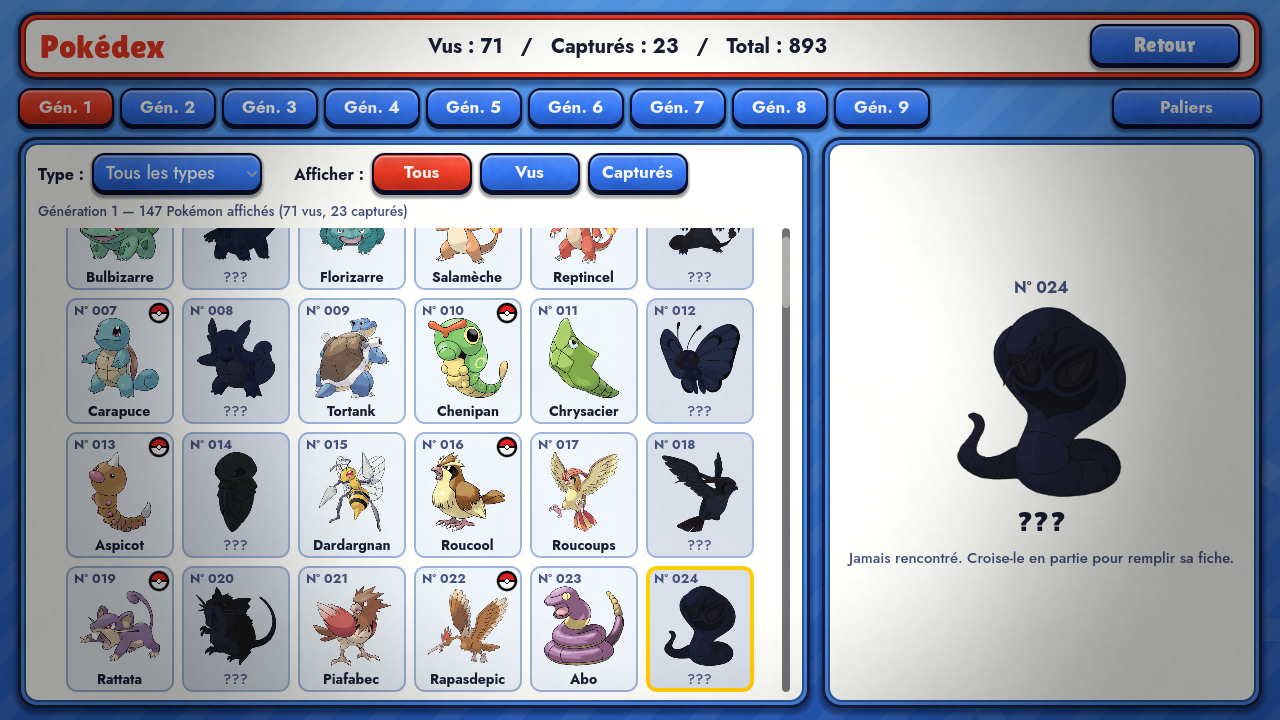 Pokédex
Vus : 71 / Capturés : 23 / Total : 893
Retour
Gén. 1 Gén. 2 Gén. 3 Gén. 4 Gén. 5 Gén. 6 Gén. 7 Gén. 8 Gén. 9 Paliers
Type : Tous les types Afficher : Tous Vus Capturés
Génération 1 — 147 Pokémon affichés (71 vus, 23 capturés)
Bulbizarre ??? Florizarre Salamèche Reptincel ???
N° 007 N° 008 N° 009 N° 010 N° 011 N° 012
Carapuce ??? Tortank Chenipan Chrysacier ???
N° 013 N° 014 N° 015 N° 016 N° 017 N° 018
Aspicot ??? Dardargnan Roucool Roucoups ???
N° 019 N° 020 N° 021 N° 022 N° 023 N° 024
Rattata ??? Piafabec Rapasdepic Abo ???
N° 024
???
Jamais rencontré. Croise-le en partie pour remplir sa fiche.